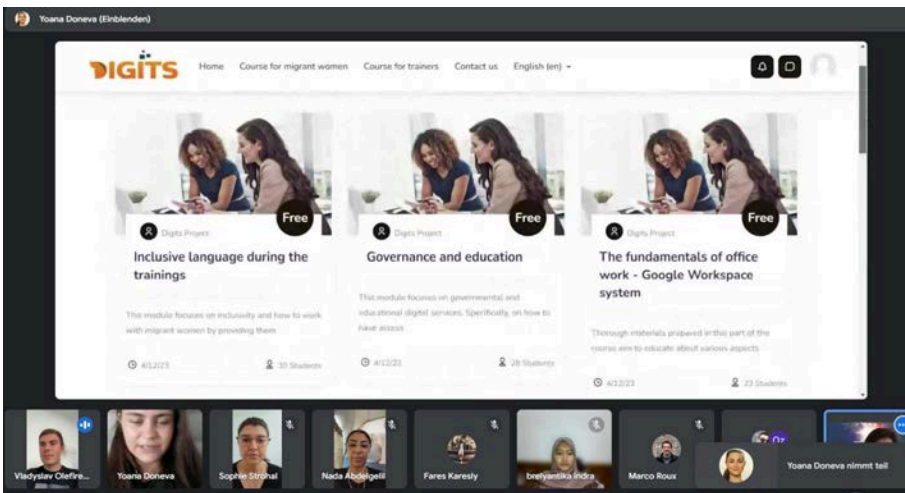 Yoana Doneva (Einblenden)
DIGITS
Home Course for migrant women Course for trainers Contact us English (en)
Free
Free
Free
Digits Project
Digits Project
Digits Project
Inclusive language during the
trainings
Governance and education
The fundamentals of office
work - Google Workspace
system
This module focuses on inclusivity and how to work
with migrant women by providing them
This module focuses on governmental and
educational digital services. Specifically, on how to
have access
Thorough materials prepared in this part of the
course aim to educate about various aspects
4/12/23 30 Students
4/12/23 28 Students
4/12/23 23 Students
Vladyslav Olefire...
Yoana Doneva
Sophie Strohal
Nada Abdelgelil
Fares Karesly
brelyantika indra
Marco Roux
Oz
Yoana Doneva nimmt teil